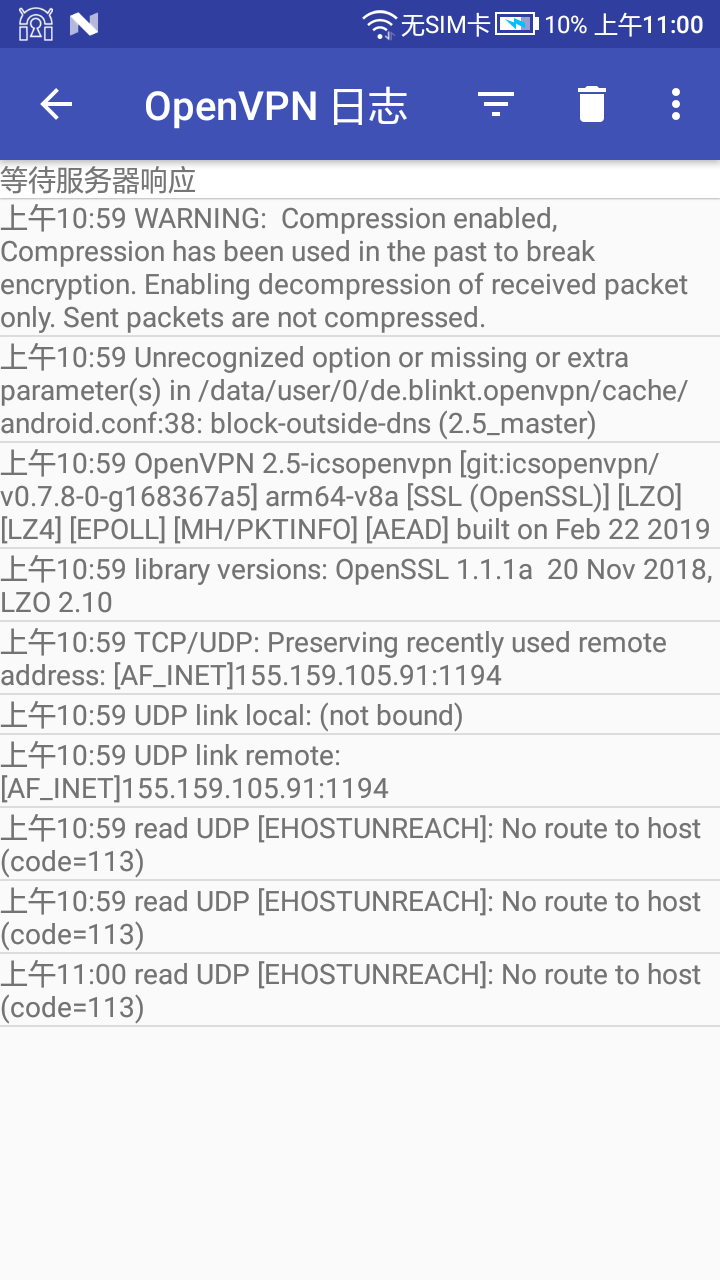 无SIM卡 10% 上午11:00
OpenVPN 日志
等待服务器响应
上午10:59 WARNING:  Compression enabled,
Compression has been used in the past to break
encryption. Enabling decompression of received packet
only. Sent packets are not compressed.
上午10:59 Unrecognized option or missing or extra
parameter(s) in /data/user/0/de.blinkt.openvpn/cache/
android.conf:38: block-outside-dns (2.5_master)
上午10:59 OpenVPN 2.5-icsopenvpn [git:icsopenvpn/
v0.7.8-0-g168367a5] arm64-v8a [SSL (OpenSSL)] [LZO]
[LZ4] [EPOLL] [MH/PKTINFO] [AEAD] built on Feb 22 2019
上午10:59 library versions: OpenSSL 1.1.1a  20 Nov 2018,
LZO 2.10
上午10:59 TCP/UDP: Preserving recently used remote
address: [AF_INET]155.159.105.91:1194
上午10:59 UDP link local: (not bound)
上午10:59 UDP link remote:
[AF_INET]155.159.105.91:1194
上午10:59 read UDP [EHOSTUNREACH]: No route to host
(code=113)
上午10:59 read UDP [EHOSTUNREACH]: No route to host
(code=113)
上午11:00 read UDP [EHOSTUNREACH]: No route to host
(code=113)